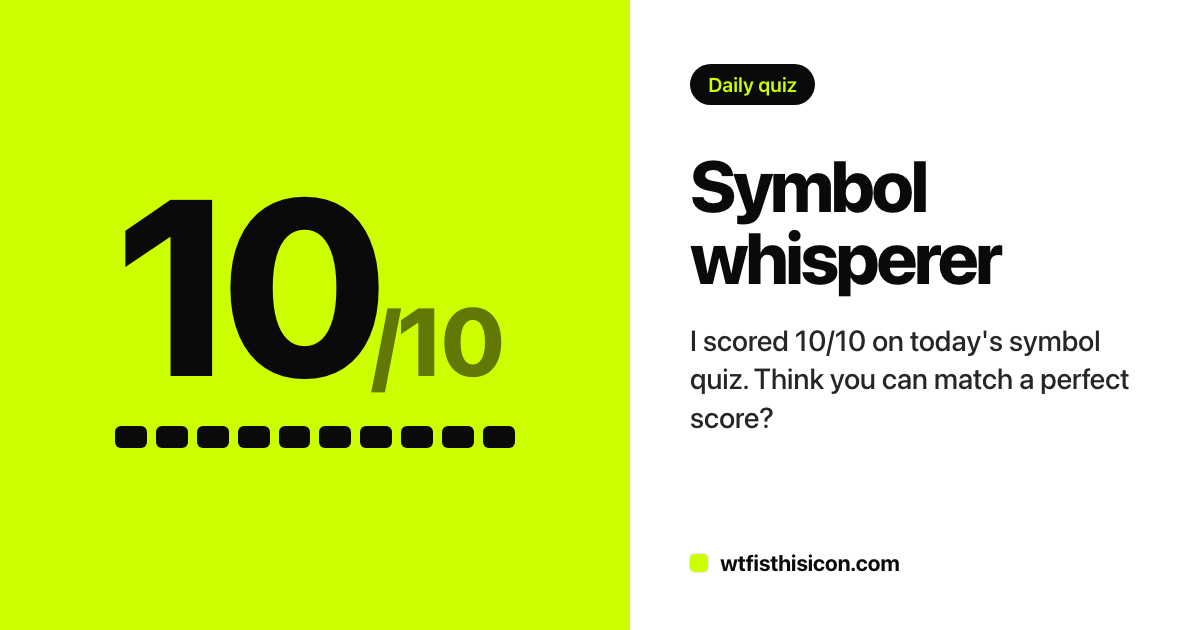 10/10
Daily quiz
Symbol
whisperer
I scored 10/10 on today's symbol
quiz. Think you can match a perfect
score?
wtfisthisicon.com